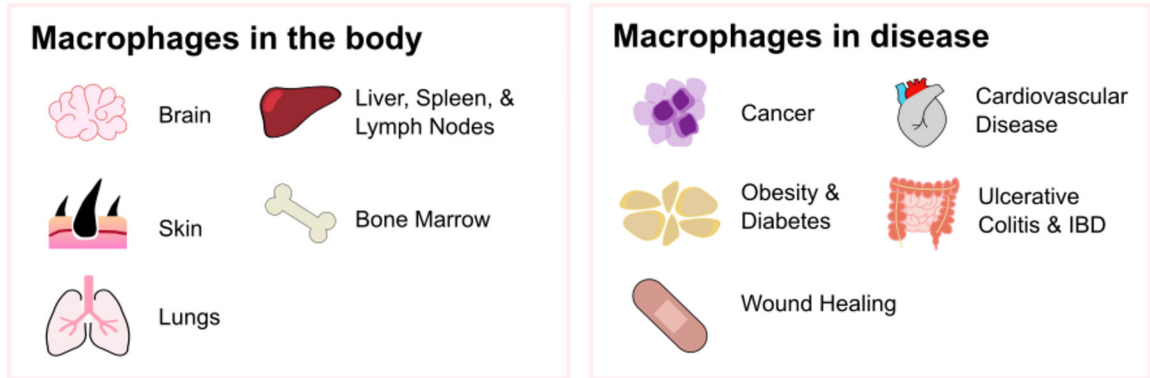 Macrophages in the body
Brain
Liver, Spleen, &
Lymph Nodes
Skin
Bone Marrow
Lungs
Macrophages in disease
Cancer
Cardiovascular
Disease
Obesity &
Diabetes
Ulcerative
Colitis & IBD
Wound Healing